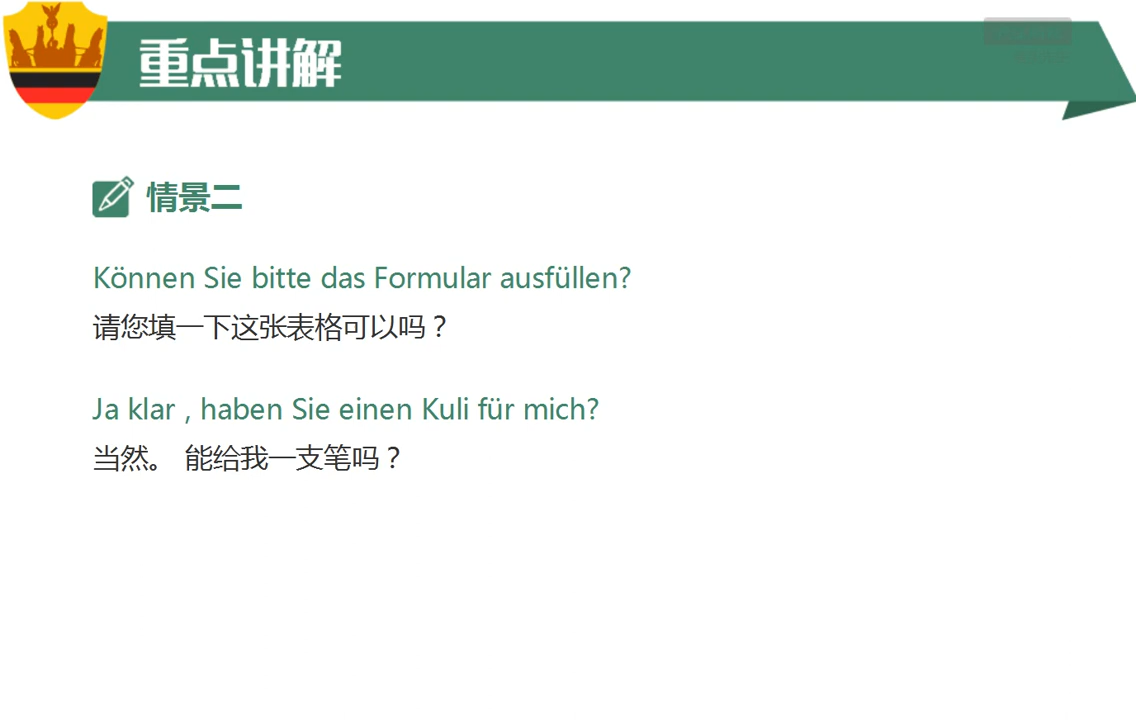 重点讲解
情景二
Können Sie bitte das Formular ausfüllen?
请您填一下这张表格可以吗？
Ja klar , haben Sie einen Kuli für mich?
当然。 能给我一支笔吗？